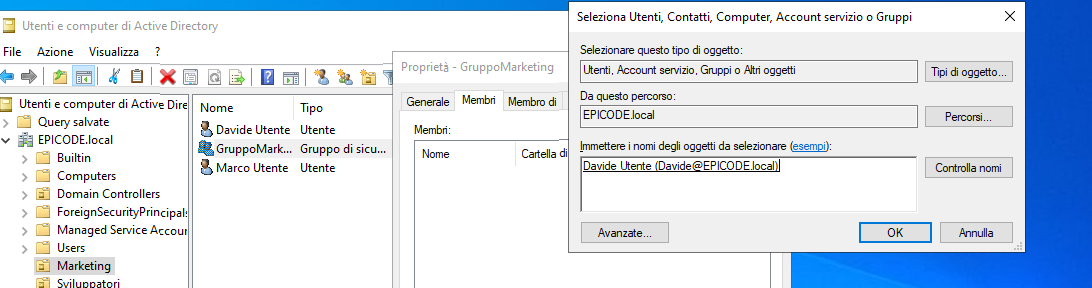 Utenti e computer di Active Directory
File Azione Visualizza ?
Utenti e computer di Active Directory
Query salvate
EPICODE.local
Builtin
Computers
Domain Controllers
ForeignSecurityPrincipals
Managed Service Accoun
Users
Marketing
Sviluppatori
Nome Tipo
Davide Utente Utente
GruppoMark... Gruppo di sicu...
Marco Utente Utente
Proprietà - GruppoMarketing
Generale Membri Membro di
Membri:
Nome Cartella di
Seleziona Utenti, Contatti, Computer, Account servizio o Gruppi
Selezionare questo tipo di oggetto:
Utenti, Account servizio, Gruppi o Altri oggetti Tipi di oggetto...
Da questo percorso:
EPICODE.local Percorsi...
Immettere i nomi degli oggetti da selezionare (esempi):
Davide Utente (Davide@EPICODE.local) Controlla nomi
Avanzate... OK Annulla